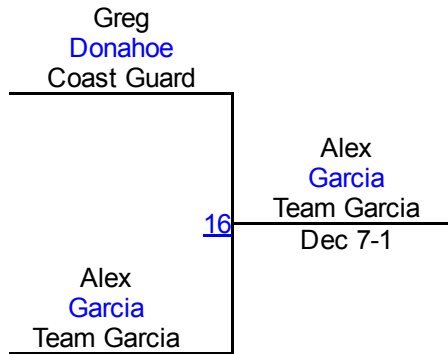 Greg
Donahoe
Coast Guard
Alex
Garcia
Team Garcia
16
Dec 7-1
Alex
Garcia
Team Garcia